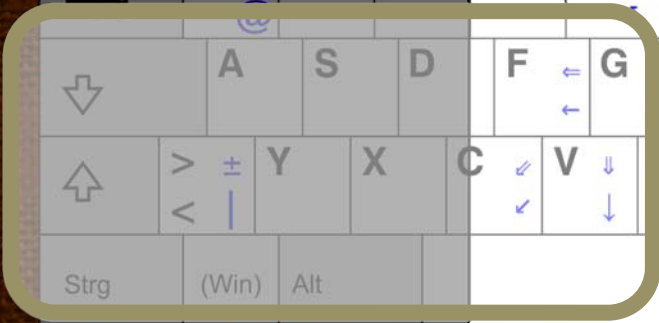 @
A S D F ⇐ G
←
> ± Y X C ⇙ V ⇓
< | ↙ ↓
Strg (Win) Alt